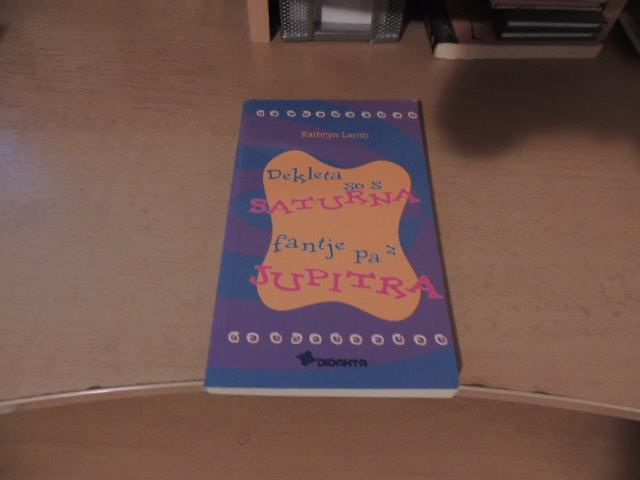 Kathryn Lamb
Dekleta
so s
SATURNA
fantje
pa z
JUPITRA
DIDAKTA